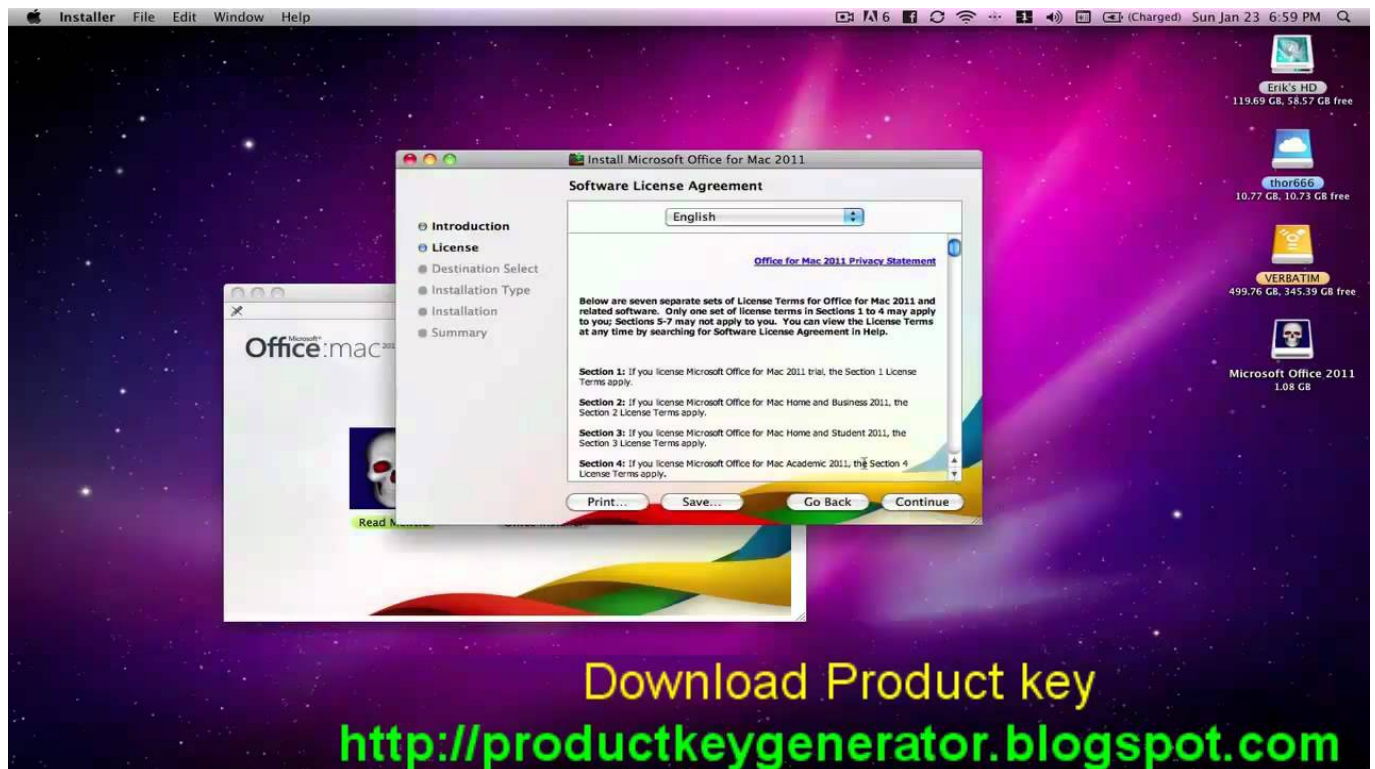 Installer File Edit Window Help
6 (Charged) Sun Jan 23 6:59 PM
Erik's HD
119.69 GB, 58.57 GB free
thor666
10.77 GB, 10.73 GB free
VERBATIM
499.76 GB, 345.39 GB free
Microsoft Office 2011
1.08 GB
Install Microsoft Office for Mac 2011
Software License Agreement
Introduction
License
Destination Select
Installation Type
Installation
Summary
English
Office for Mac 2011 Privacy Statement
Below are seven separate sets of License Terms for Office for Mac 2011 and
related software. Only one set of license terms in Sections 1 to 4 may apply
to you; Sections 5-7 may not apply to you. You can view the License Terms
at any time by searching for Software License Agreement in Help.
Section 1: If you license Microsoft Office for Mac 2011 trial, the Section 1 License
Terms apply.
Section 2: If you license Microsoft Office for Mac Home and Business 2011, the
Section 2 License Terms apply.
Section 3: If you license Microsoft Office for Mac Home and Student 2011, the
Section 3 License Terms apply.
Section 4: If you license Microsoft Office for Mac Academic 2011, the Section 4
License Terms apply.
Print... Save... Go Back Continue
Microsoft®
Office:mac
Read
Download Product key
http://productkeygenerator.blogspot.com